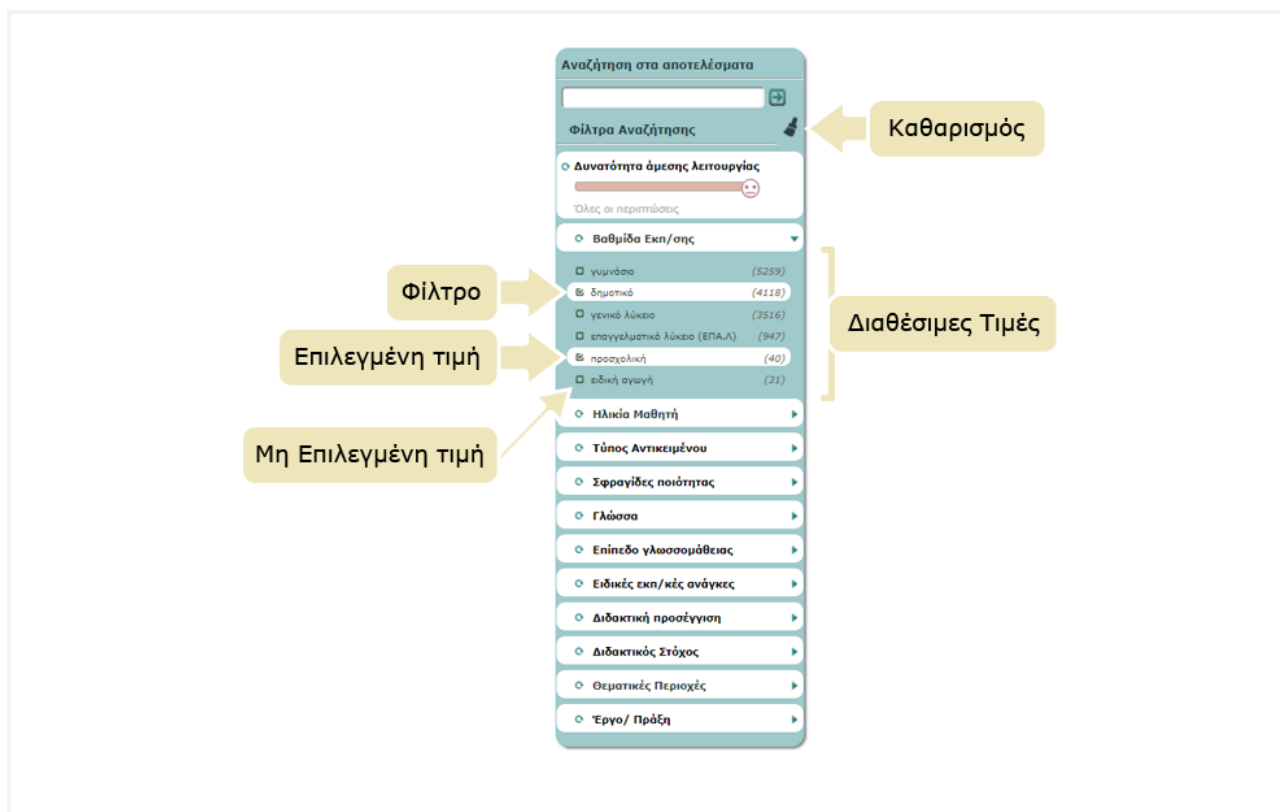 Αναζήτηση στα αποτελέσματα
Φίλτρα Αναζήτησης
Καθαρισμός
Δυνατότητα άμεσης λειτουργίας
Όλες οι περιπτώσεις
Βαθμίδα Εκπ/σης
γυμνάσιο (5259)
Φίλτρο
δημοτικό (4118)
γενικό λύκειο (3516)
Διαθέσιμες Τιμές
επαγγελματικό λύκειο (ΕΠΑ.Λ) (947)
Επιλεγμένη τιμή
προσχολική (40)
ειδική αγωγή (31)
Ηλικία Μαθητή
Μη Επιλεγμένη τιμή
Τύπος Αντικειμένου
Σφραγίδες ποιότητας
Γλώσσα
Επίπεδο γλωσσομάθειας
Ειδικές εκπ/κές ανάγκες
Διδακτική προσέγγιση
Διδακτικός Στόχος
Θεματικές Περιοχές
Έργο/ Πράξη